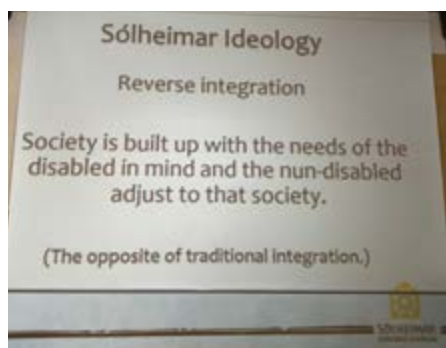 Sólheimar Ideology
Reverse integration
Society is built up with the needs of the
disabled in mind and the nun-disabled
adjust to that society.
(The opposite of traditional integration.)
SÓLHEIMAR